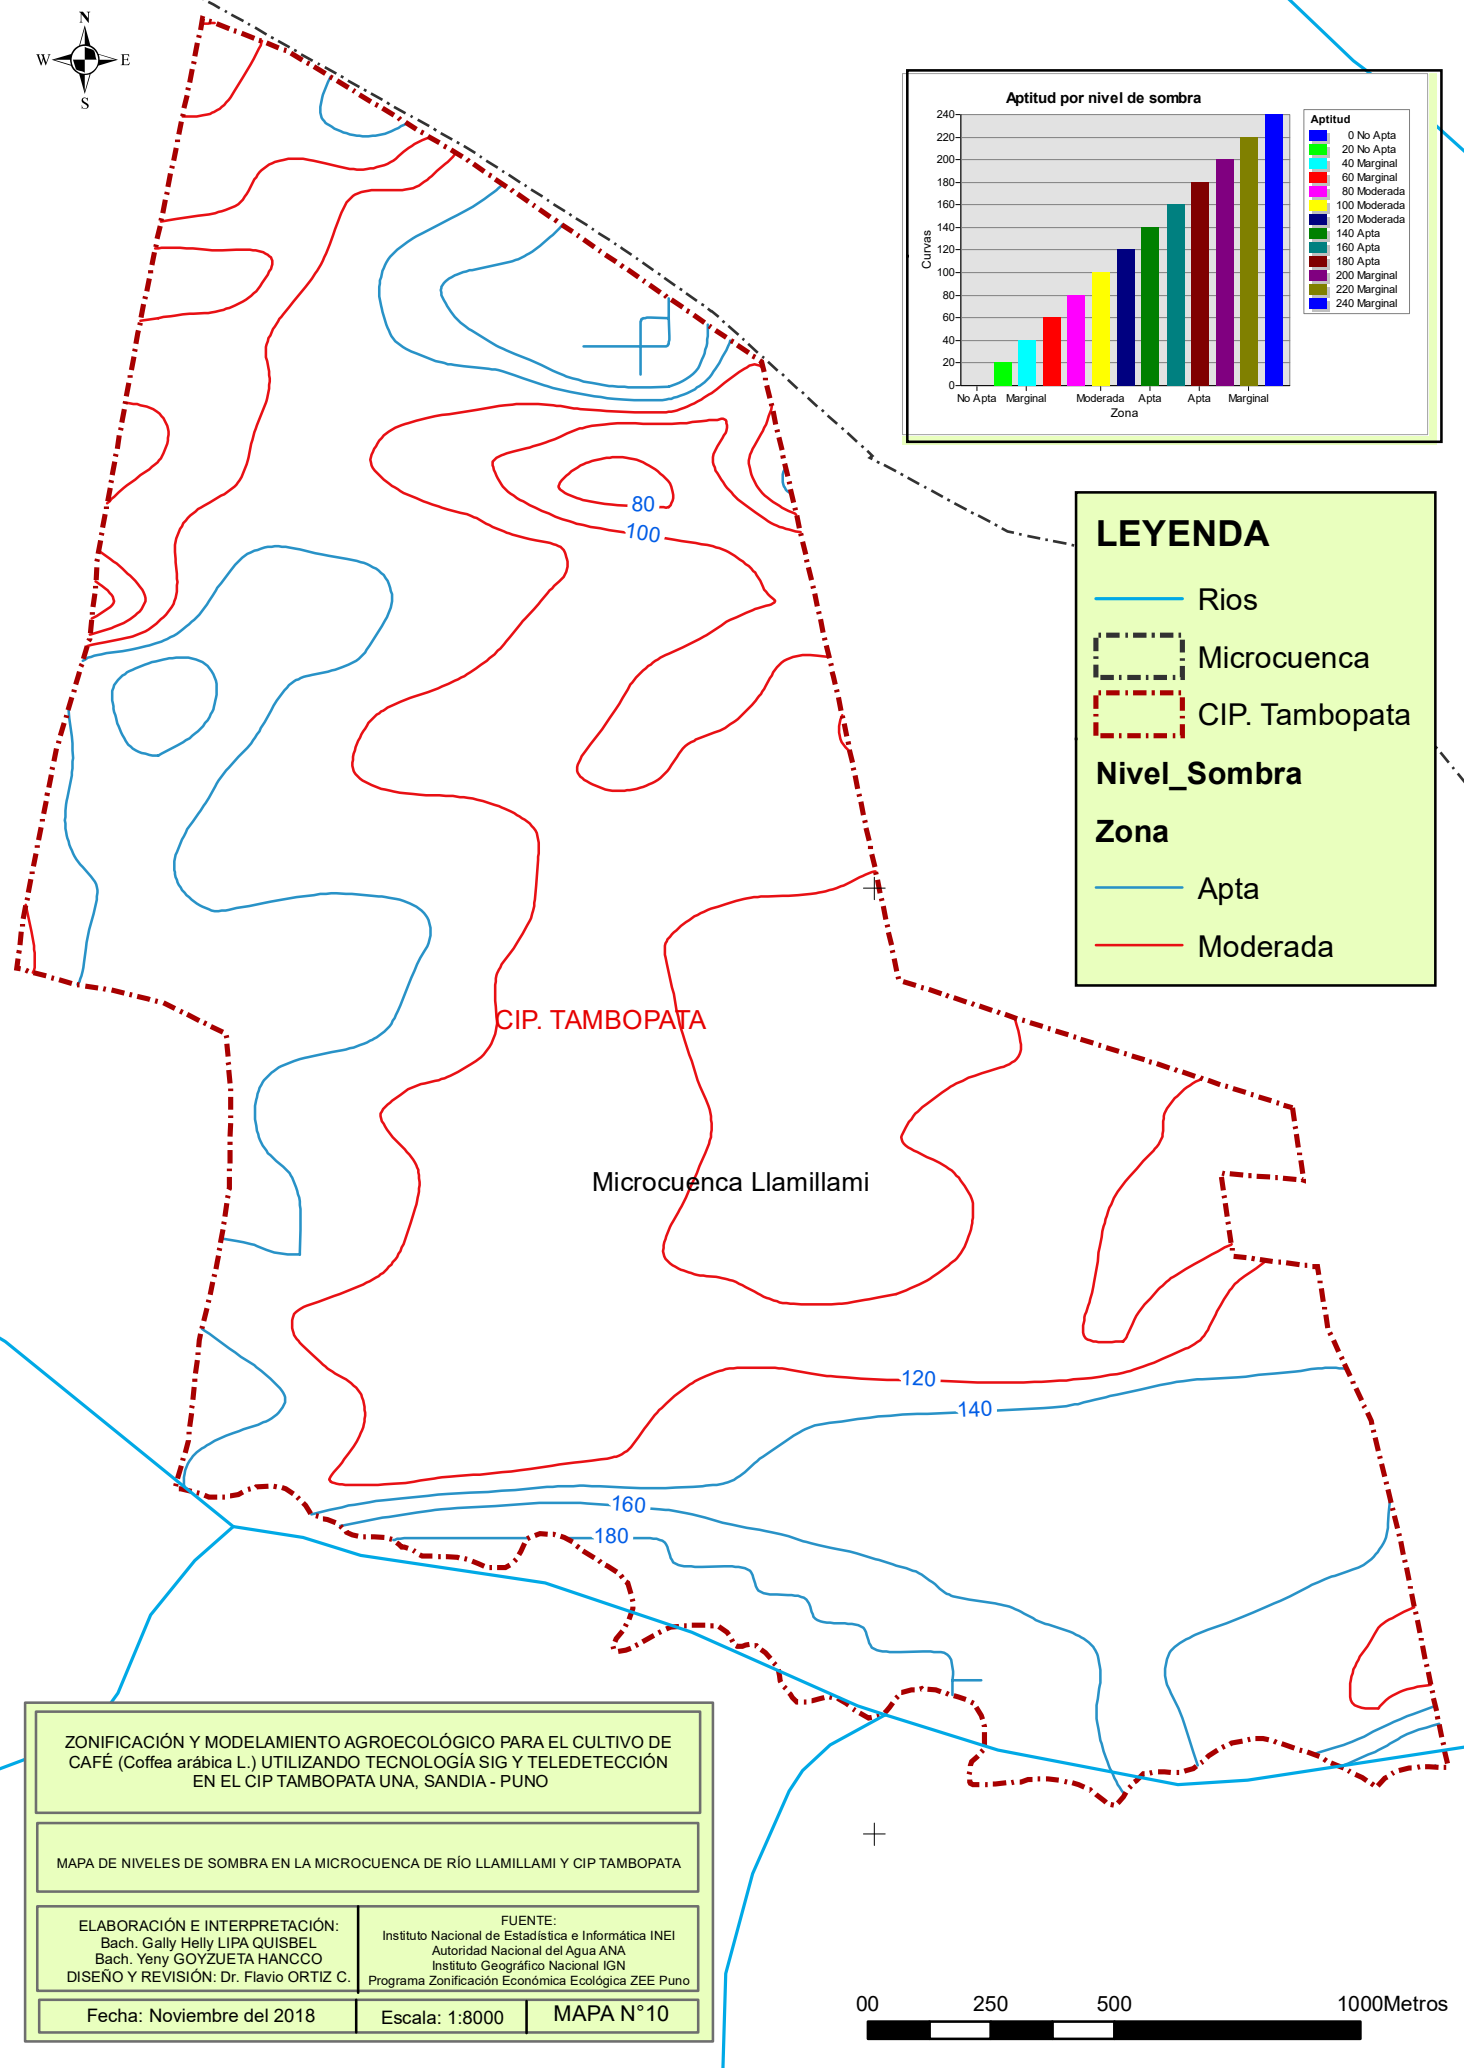 N
W E
S
Aptitud por nivel de sombra
240
220
200
180
160
140
120
100
80
60
40
20
0
Curvas
No Apta Marginal Moderada Apta Apta Marginal
Zona
Aptitud
0 No Apta
20 No Apta
40 Marginal
60 Marginal
80 Moderada
100 Moderada
120 Moderada
140 Apta
160 Apta
180 Apta
200 Marginal
220 Marginal
240 Marginal
LEYENDA
Rios
Microcuenca
CIP. Tambopata
Nivel_Sombra
Zona
Apta
Moderada
80
100
CIP. TAMBOPATA
Microcuenca Llamillami
120
140
160
180
ZONIFICACIÓN Y MODELAMIENTO AGROECOLÓGICO PARA EL CULTIVO DE
CAFÉ (Coffea arábica L.) UTILIZANDO TECNOLOGÍA SIG Y TELEDETECCIÓN
EN EL CIP TAMBOPATA UNA, SANDIA - PUNO
MAPA DE NIVELES DE SOMBRA EN LA MICROCUENCA DE RÍO LLAMILLAMI Y CIP TAMBOPATA
ELABORACIÓN E INTERPRETACIÓN:
Bach. Gally Helly LIPA QUISBEL
Bach. Yeny GOYZUETA HANCCO
DISEÑO Y REVISIÓN: Dr. Flavio ORTIZ C.
FUENTE:
Instituto Nacional de Estadística e Informática INEI
Autoridad Nacional del Agua ANA
Instituto Geográfico Nacional IGN
Programa Zonificación Económica Ecológica ZEE Puno
Fecha: Noviembre del 2018
Escala: 1:8000
MAPA N°10
00 250 500 1000Metros